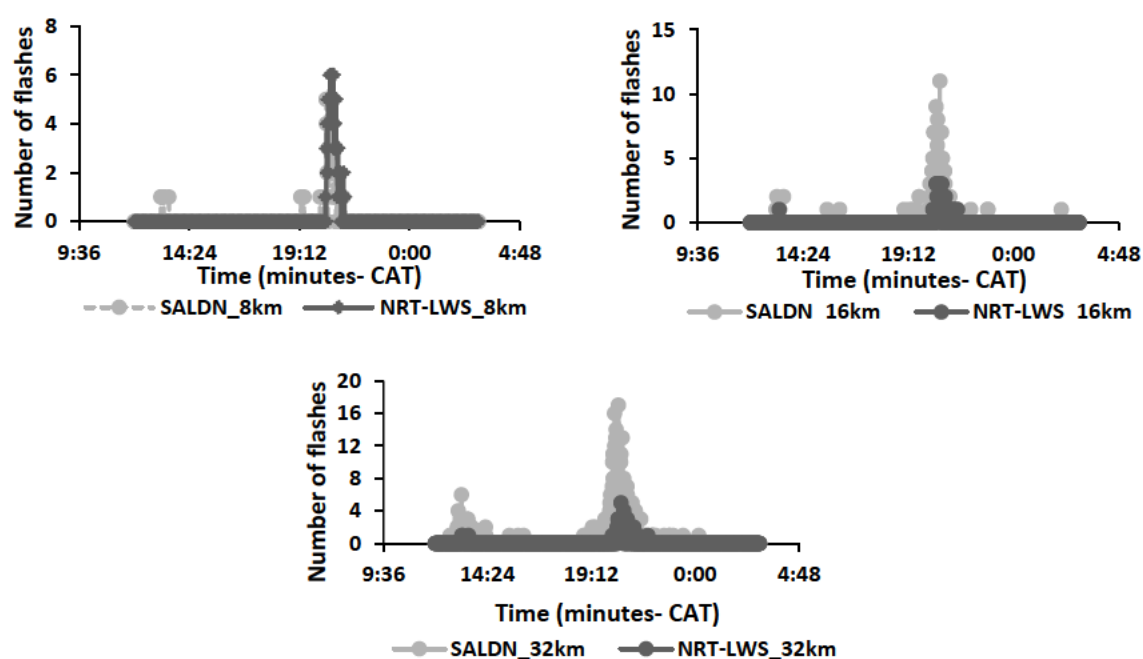 Number of flashes
8
6
4
2
0
9:36 14:24 19:12 0:00 4:48
Time (minutes- CAT)
SALDN_8km NRT-LWS_8km
Number of flashes
15
10
5
0
9:36 14:24 19:12 0:00 4:48
Time (minutes- CAT)
SALDN 16km NRT-LWS 16km
Number of flashes
20
16
12
8
4
0
9:36 14:24 19:12 0:00 4:48
Time (minutes- CAT)
SALDN_32km NRT-LWS_32km